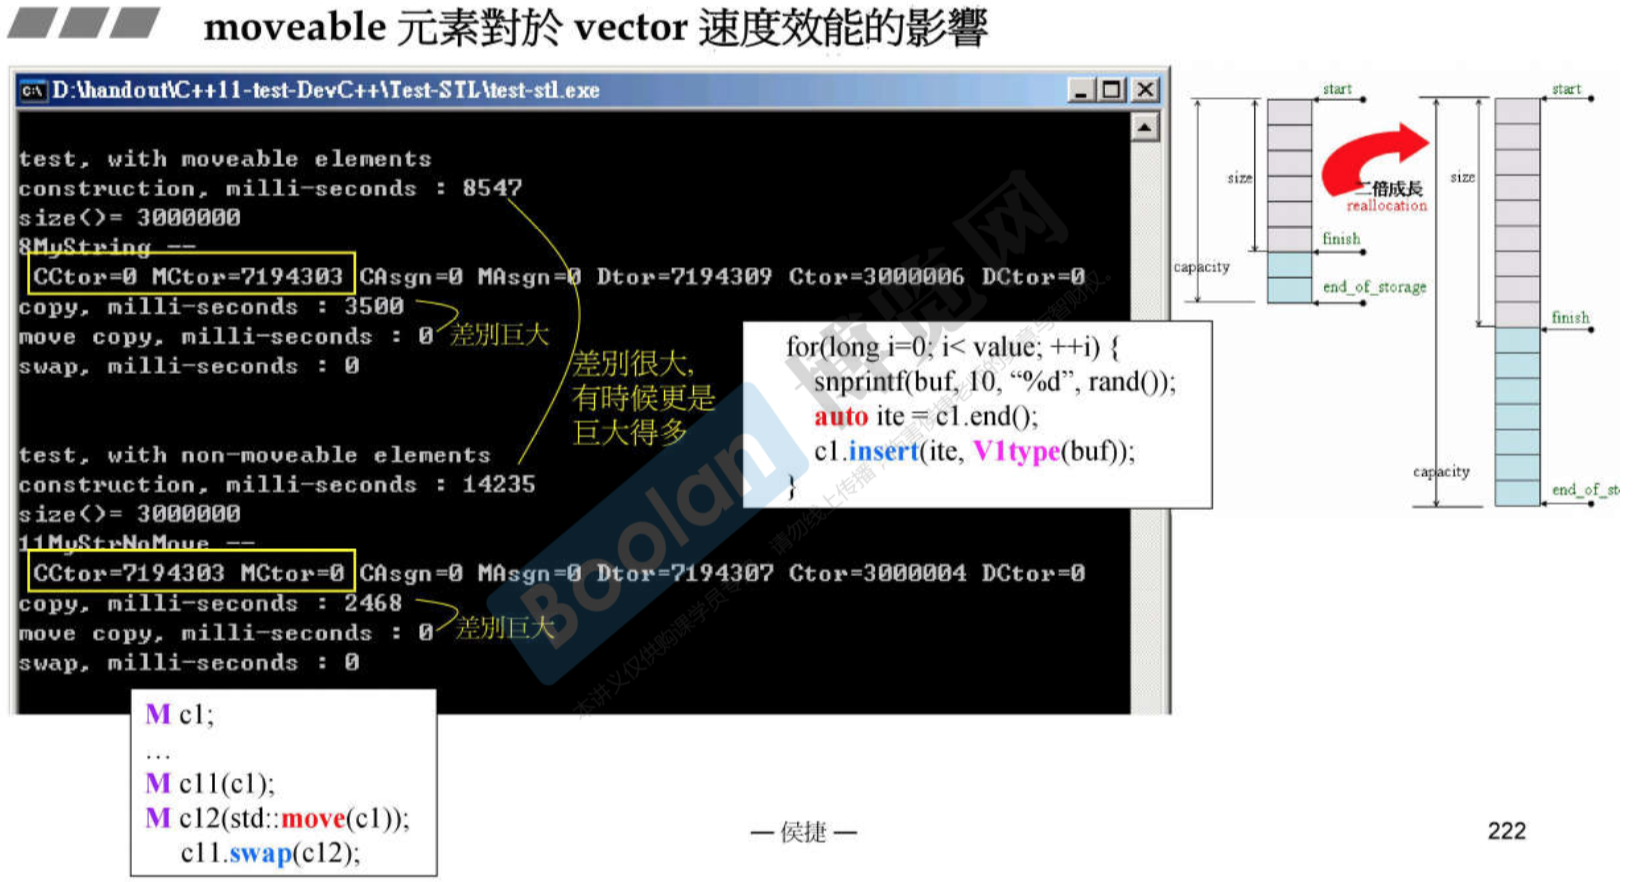 moveable 元素對於 vector 速度效能的影響
D:\handout\C++11-test-DevC++\Test-STL\test-stl.exe
test, with moveable elements
construction, milli-seconds : 8547
size()= 3000000
8MyString --
CCtor=0 MCtor=7194303 CAsgn=0 MAsgn=0 Dtor=7194309 Ctor=3000006 DCtor=0
copy, milli-seconds : 3500
move copy, milli-seconds : 0
swap, milli-seconds : 0
差別巨大
差別很大,
有時候更是
巨大得多
test, with non-moveable elements
construction, milli-seconds : 14235
size()= 3000000
11MyStrNoMove --
CCtor=7194303 MCtor=0 CAsgn=0 MAsgn=0 Dtor=7194307 Ctor=3000004 DCtor=0
copy, milli-seconds : 2468
move copy, milli-seconds : 0
swap, milli-seconds : 0
差別巨大
for(long i=0; i< value; ++i) {
snprintf(buf, 10, “%d”, rand());
auto ite = c1.end();
c1.insert(ite, V1type(buf));
}
start
size
finish
capacity
end_of_storage
二倍成長
reallocation
start
size
finish
capacity
end_of_st
M c1;
…
M c11(c1);
M c12(std::move(c1));
c11.swap(c12);
Boolan
博览网
— 侯捷 —
222